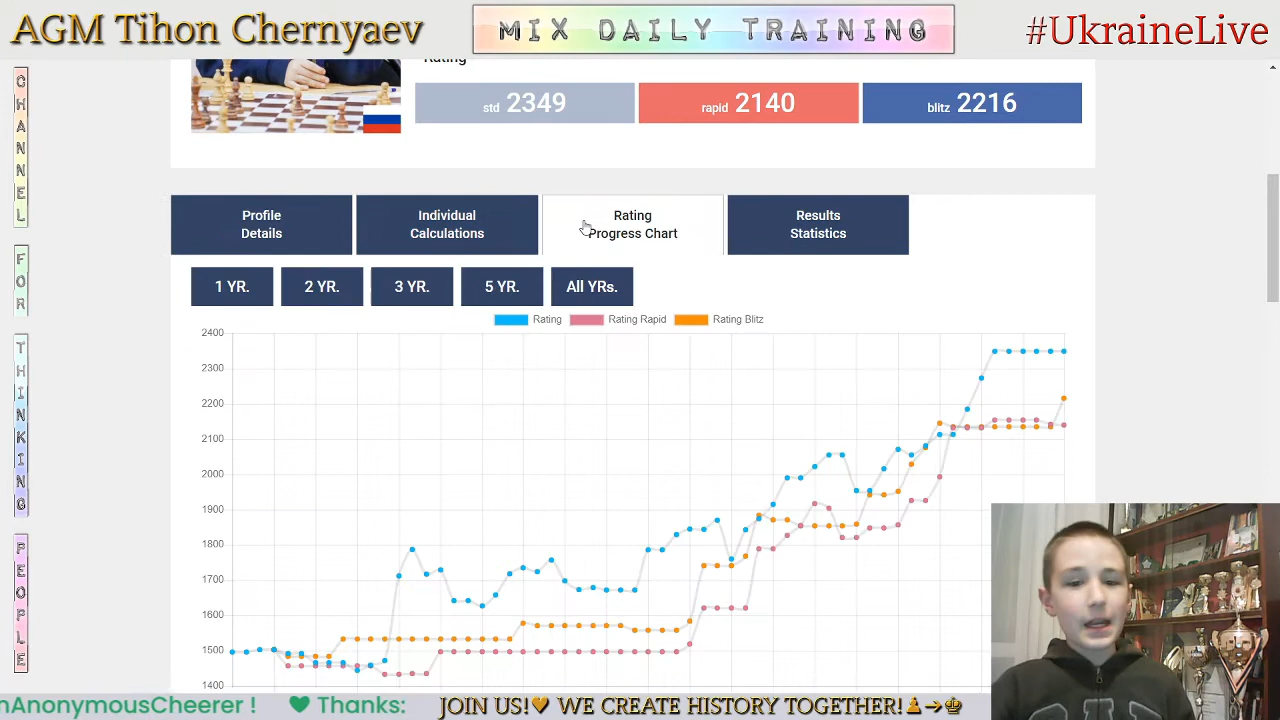 AGM Tihon Chernyaev
MIX DAILY TRAINING
#UkraineLive
CHANNEL
FOR
THINKING
PEOPLE
Rating
std 2349
rapid 2140
blitz 2216
Profile
Details
Individual
Calculations
Rating
Progress Chart
Results
Statistics
1 YR.
2 YR.
3 YR.
5 YR.
All YRs.
Rating
Rating Rapid
Rating Blitz
2400
2300
2200
2100
2000
1900
1800
1700
1600
1500
1400
nAnonymousCheerer !
Thanks:
JOIN US!🧡 WE CREATE HISTORY TOGETHER!♟→♚